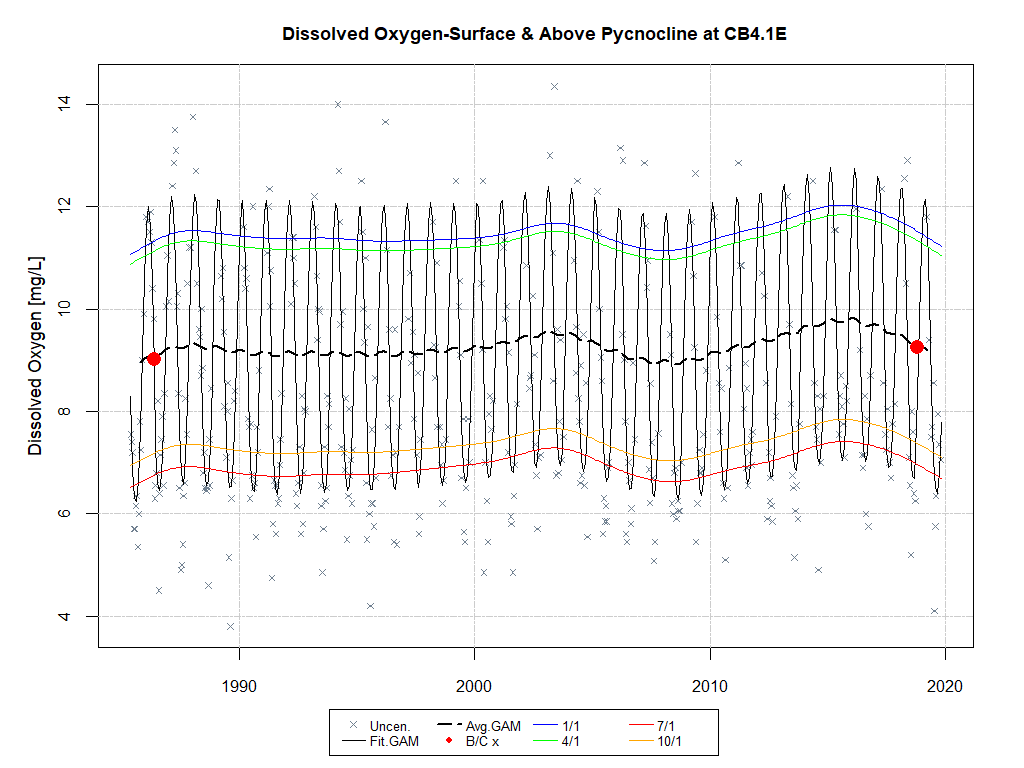 Dissolved Oxygen-Surface & Above Pycnocline at CB4.1E
Dissolved Oxygen [mg/L]
14
12
10
8
6
4
1990 2000 2010 2020
Uncen. Avg.GAM 1/1 7/1
Fit.GAM B/C x 4/1 10/1